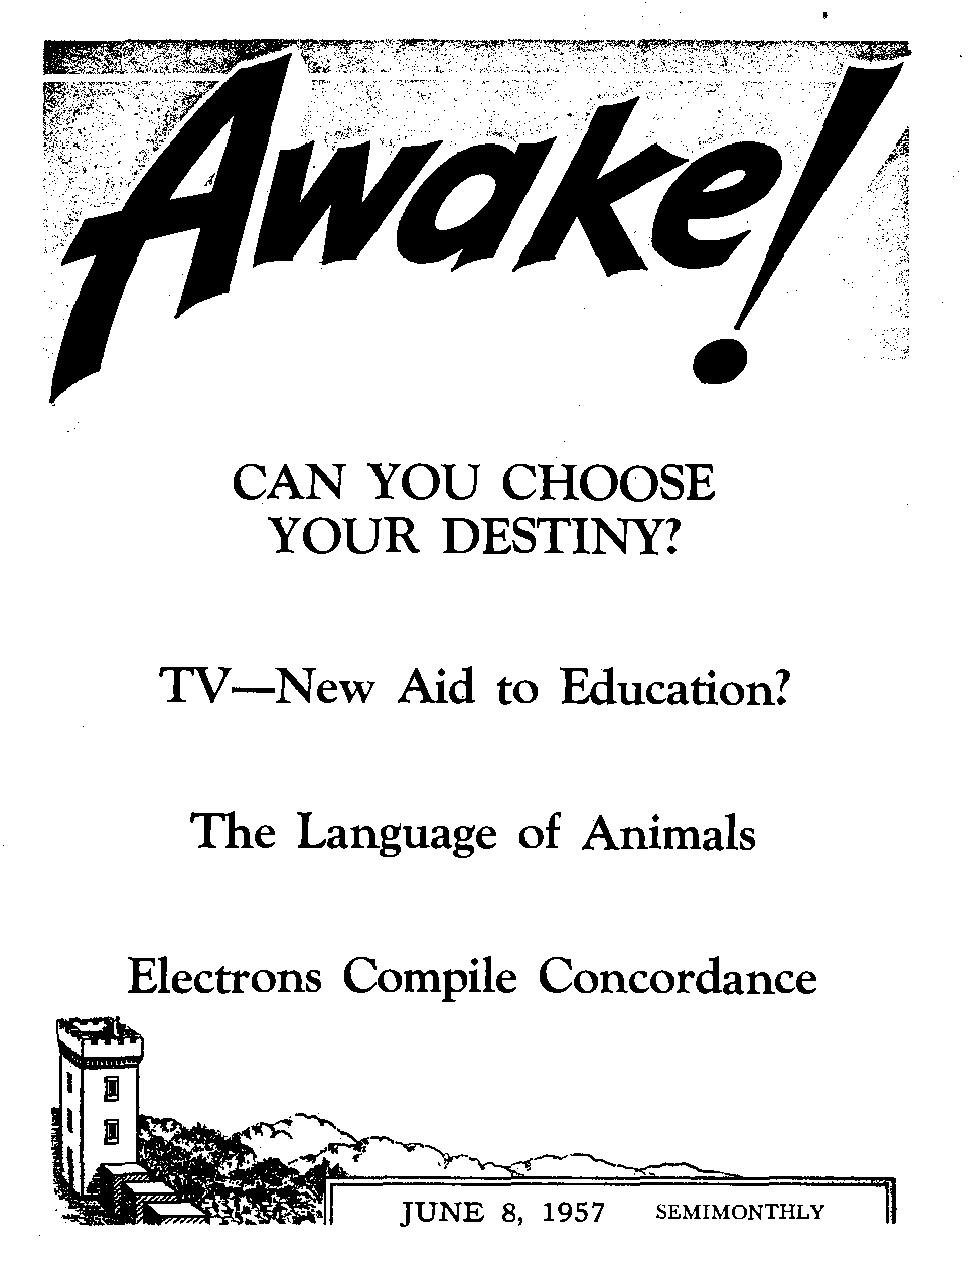 Awake!
CAN YOU CHOOSE
YOUR DESTINY?
TV—New Aid to Education?
The Language of Animals
Electrons Compile Concordance
JUNE 8, 1957 SEMIMONTHLY